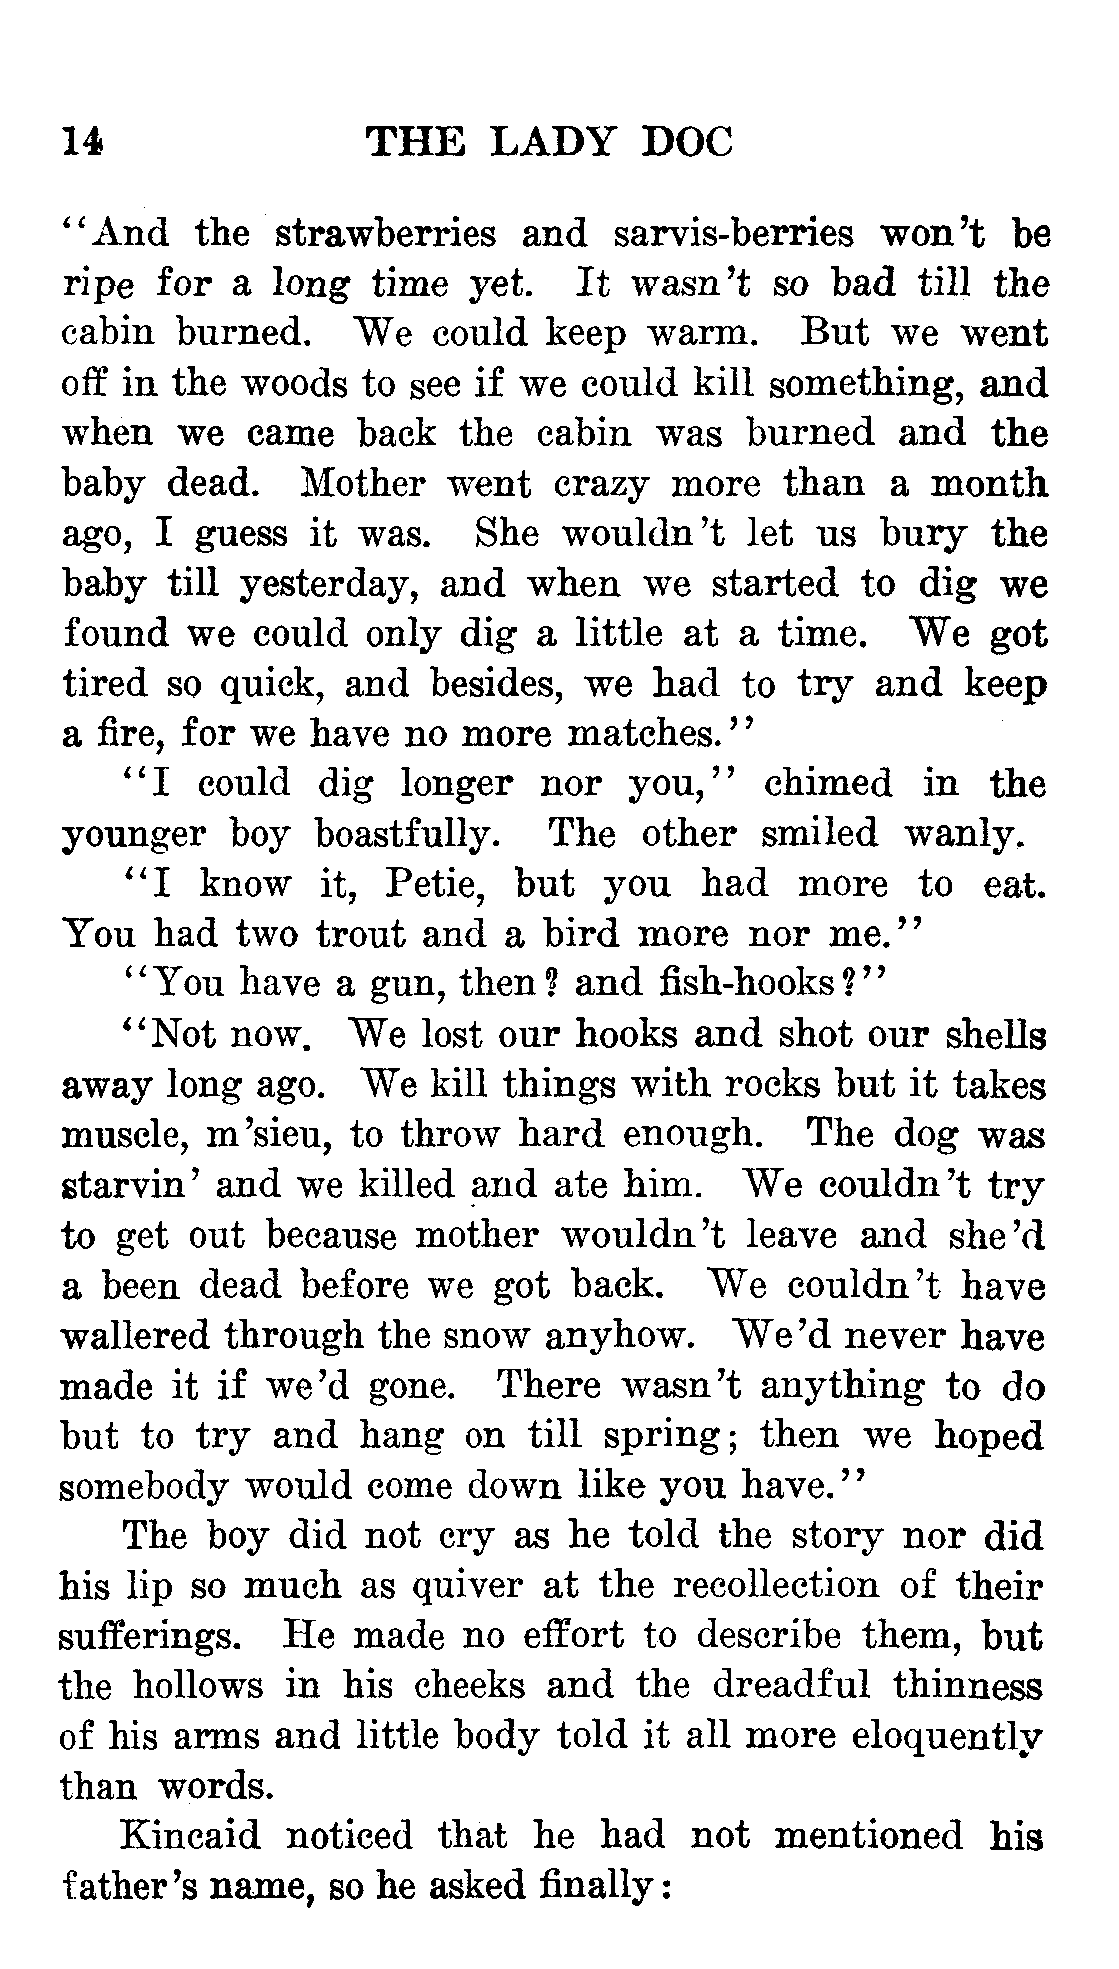 14 THE LADY DOC
"And the strawberries and sarvis-berries won't be
ripe for a long time yet. It wasn't so bad till the
cabin burned. We could keep warm. But we went
off in the woods to see if we could kill something, and
when we came back the cabin was burned and the
baby dead. Mother went crazy more than a month
ago, I guess it was. She wouldn't let us bury the
baby till yesterday, and when we started to dig we
found we could only dig a little at a time. We got
tired so quick, and besides, we had to try and keep
a fire, for we have no more matches."
"I could dig longer nor you," chimed in the
younger boy boastfully. The other smiled wanly.
"I know it, Petie, but you had more to eat.
You had two trout and a bird more nor me."
"You have a gun, then? and fish-hooks?"
"Not now. We lost our hooks and shot our shells
away long ago. We kill things with rocks but it takes
muscle, m'sieu, to throw hard enough. The dog was
starvin' and we killed and ate him. We couldn't try
to get out because mother wouldn't leave and she'd
a been dead before we got back. We couldn't have
wallered through the snow anyhow. We'd never have
made it if we'd gone. There wasn't anything to do
but to try and hang on till spring; then we hoped
somebody would come down like you have."
The boy did not cry as he told the story nor did
his lip so much as quiver at the recollection of their
sufferings. He made no effort to describe them, but
the hollows in his cheeks and the dreadful thinness
of his arms and little body told it all more eloquently
than words.
Kincaid noticed that he had not mentioned his
father's name, so he asked finally: